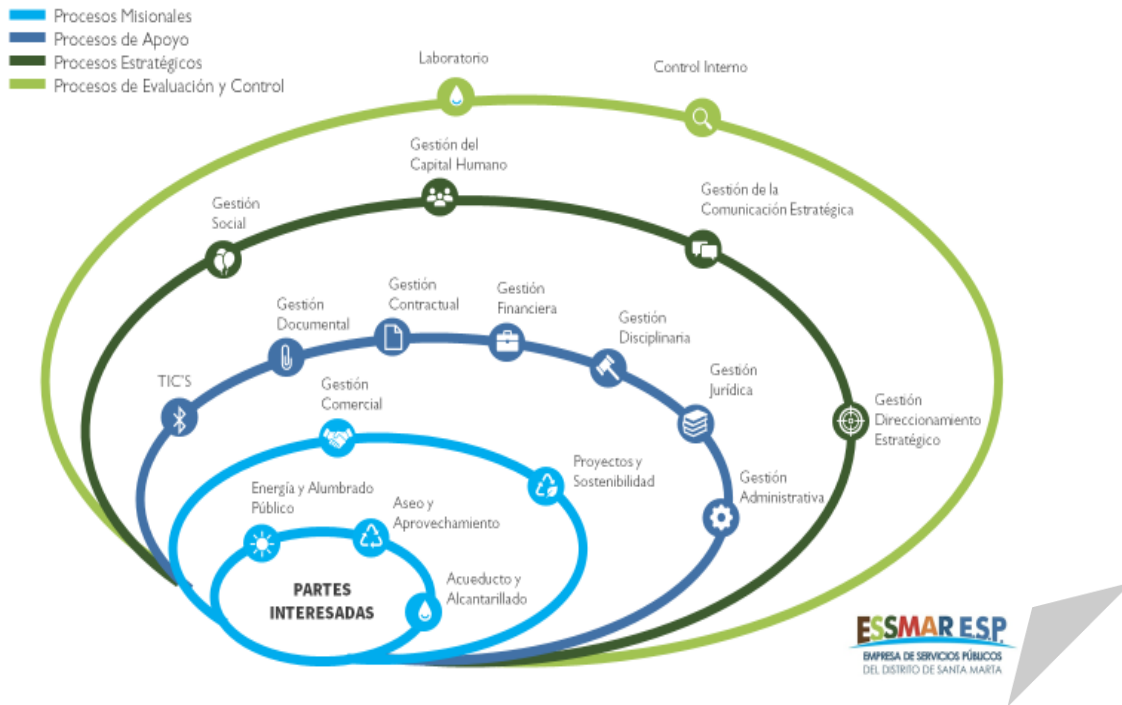 Procesos Misionales
Procesos de Apoyo
Procesos Estratégicos
Procesos de Evaluación y Control
Laboratorio
Control Interno
Gestión del
Capital Humano
Gestión de la
Comunicación Estratégica
Gestión
Social
Gestión
Documental
Gestión
Contractual
Gestión
Financiera
Gestión
Disciplinaria
Gestión
Jurídica
TIC'S
Gestión
Comercial
Gestión
Direccionamiento
Estratégico
Proyectos y
Sostenibilidad
Gestión
Administrativa
Energía y Alumbrado
Público
Aseo y
Aprovechamiento
Acueducto y
Alcantarillado
PARTES
INTERESADAS
ESSMAR E.S.P.
EMPRESA DE SERVICIOS PÚBLICOS
DEL DISTRITO DE SANTA MARTA